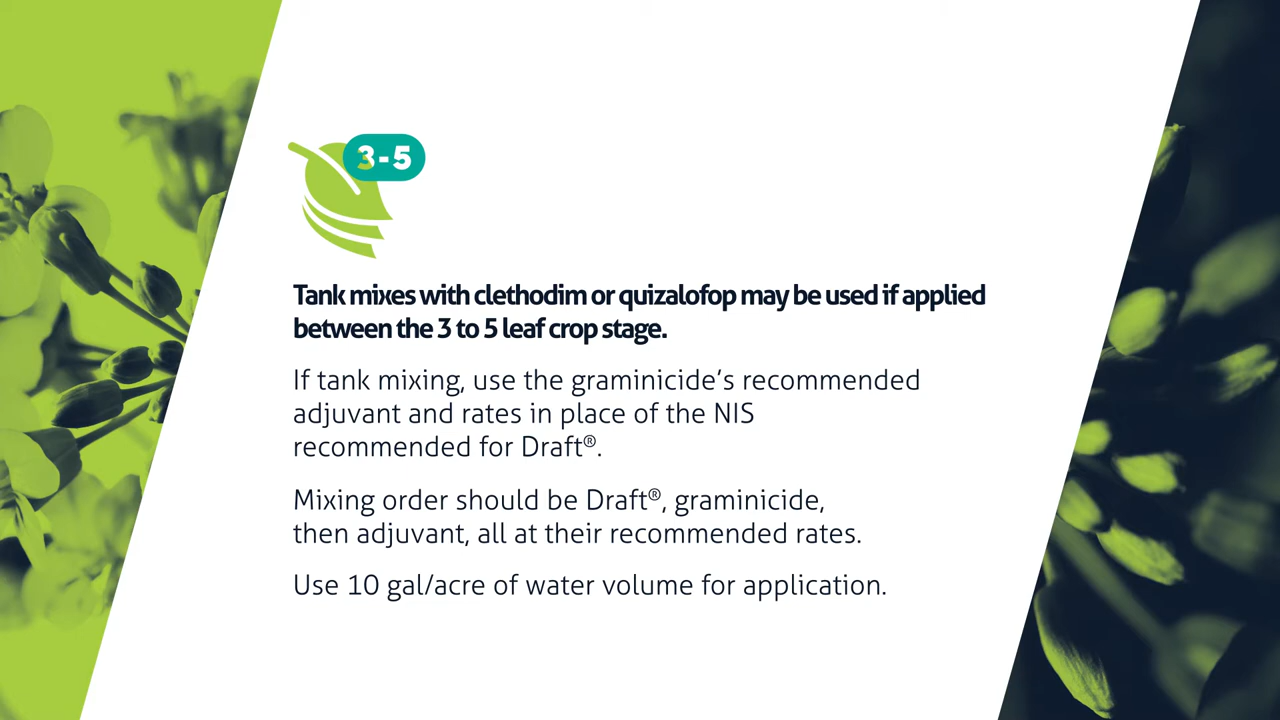 3-5
Tank mixes with clethodim or quizalofop may be used if applied
between the 3 to 5 leaf crop stage.
If tank mixing, use the graminicide’s recommended
adjuvant and rates in place of the NIS
recommended for Draft®.
Mixing order should be Draft®, graminicide,
then adjuvant, all at their recommended rates.
Use 10 gal/acre of water volume for application.